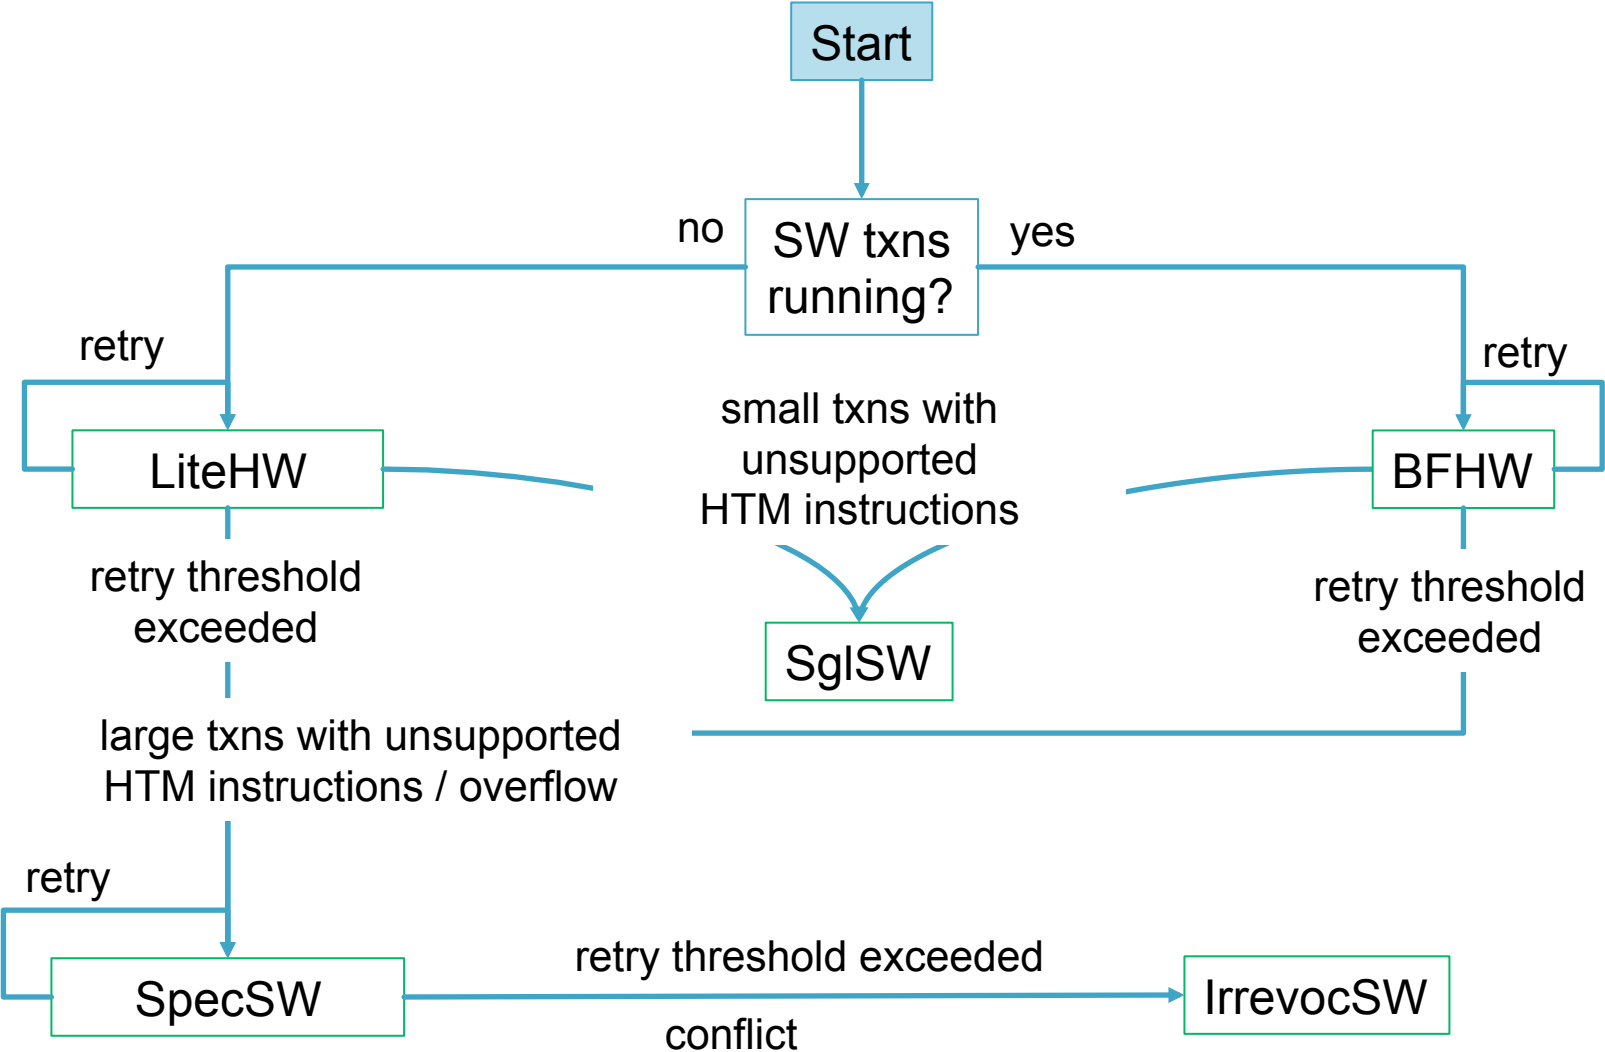 Start
no
SW txns
running?
yes
retry
retry
small txns with
unsupported
HTM instructions
LiteHW
BFHW
retry threshold
exceeded
retry threshold
exceeded
SglSW
large txns with unsupported
HTM instructions / overflow
retry
retry threshold exceeded
SpecSW
IrrevocSW
conflict